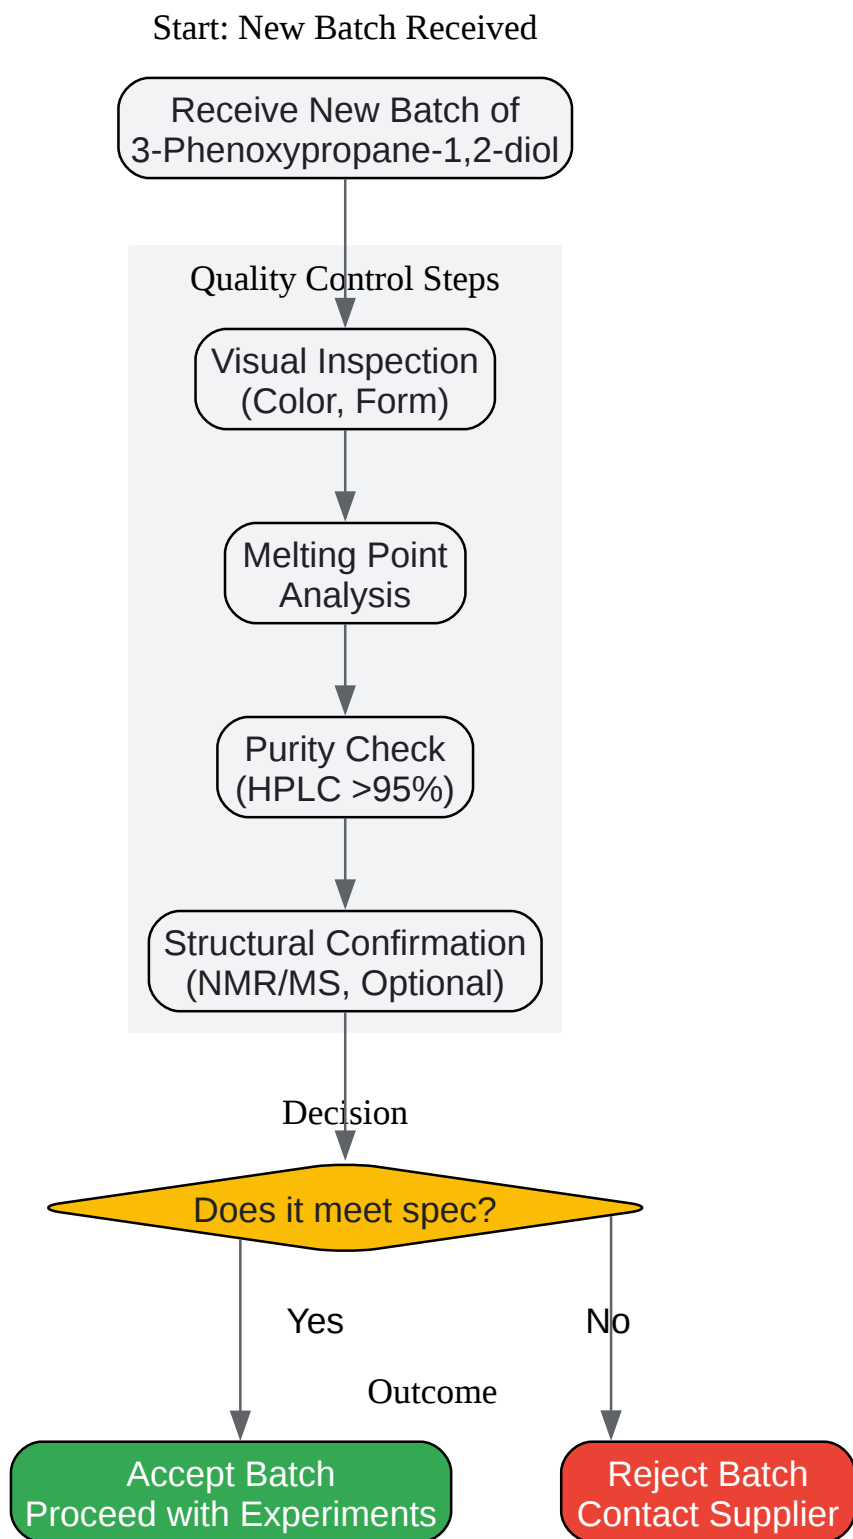 Start: New Batch Received
Receive New Batch of
3-Phenoxypropane-1,2-diol
Quality Control Steps
Visual Inspection
(Color, Form)
Melting Point
Analysis
Purity Check
(HPLC >95%)
Structural Confirmation
(NMR/MS, Optional)
Decision
Does it meet spec?
Yes
No
Outcome
Accept Batch
Proceed with Experiments
Reject Batch
Contact Supplier